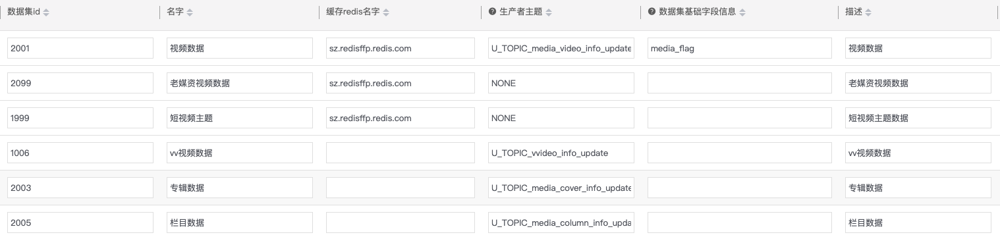 数据集id 名字 缓存redis名字 生产者主题 数据集基础字段信息 描述
2001 视频数据 sz.redisffp.redis.com U_TOPIC_media_video_info_update media_flag 视频数据
2099 老媒资视频数据 sz.redisffp.redis.com NONE 老媒资视频数据
1999 短视频主题 sz.redisffp.redis.com NONE 短视频主题数据
1006 vv视频数据 U_TOPIC_vvideo_info_update vv视频数据
2003 专辑数据 U_TOPIC_media_cover_info_update 专辑数据
2005 栏目数据 U_TOPIC_media_column_info_upda 栏目数据